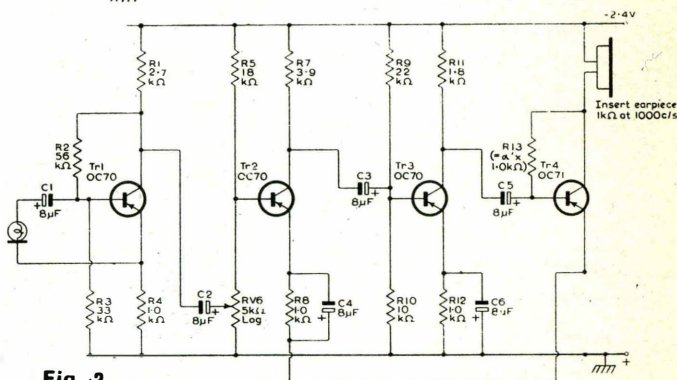 -2·4V
R1
2·7
kΩ
R5
18
kΩ
R7
3·9
kΩ
R9
22
kΩ
R11
1·8
kΩ
Insert earpiece
1kΩ at 1000c/s
R2
56
kΩ
Tr1
OC70
Tr2
OC70
C3
8μF
+
Tr3
OC70
R13
(=α'x
1·0kΩ)
Tr4
OC71
C1
+
8μF
C5
8μF
+
R3
33
kΩ
R4
1·0
kΩ
C2
8μF
+
RV6
5kΩ
Log
R8
1·0
kΩ
C4
8μF
+
R10
10
kΩ
R12
1·0
kΩ
C6
8μF
+
+
Fig. 2